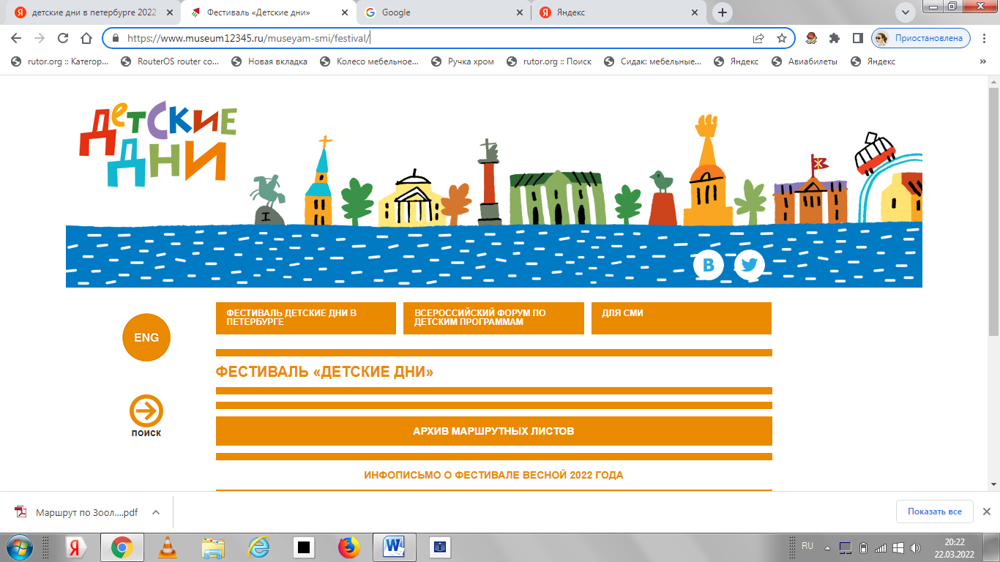 детские дни в петербурге 2022
Фестиваль «Детские дни»
Google
Яндекс
https://www.museum12345.ru/museyam-smi/festival/
Приостановлена
rutor.org :: Категор...
RouterOS router co...
Новая вкладка
Колесо мебельное...
Ручка хром
rutor.org :: Поиск
Сидак: мебельные...
Яндекс
Авиабилеты
Яндекс
»
детские
дни
I
В
ENG
ФЕСТИВАЛЬ ДЕТСКИЕ ДНИ В
ПЕТЕРБУРГЕ
ВСЕРОССИЙСКИЙ ФОРУМ ПО
ДЕТСКИМ ПРОГРАММАМ
ДЛЯ СМИ
ФЕСТИВАЛЬ «ДЕТСКИЕ ДНИ»
ПОИСК
АРХИВ МАРШРУТНЫХ ЛИСТОВ
ИНФОПИСЬМО О ФЕСТИВАЛЕ ВЕСНОЙ 2022 ГОДА
Маршрут по Зоол....pdf
Показать все
RU
20:22
22.03.2022